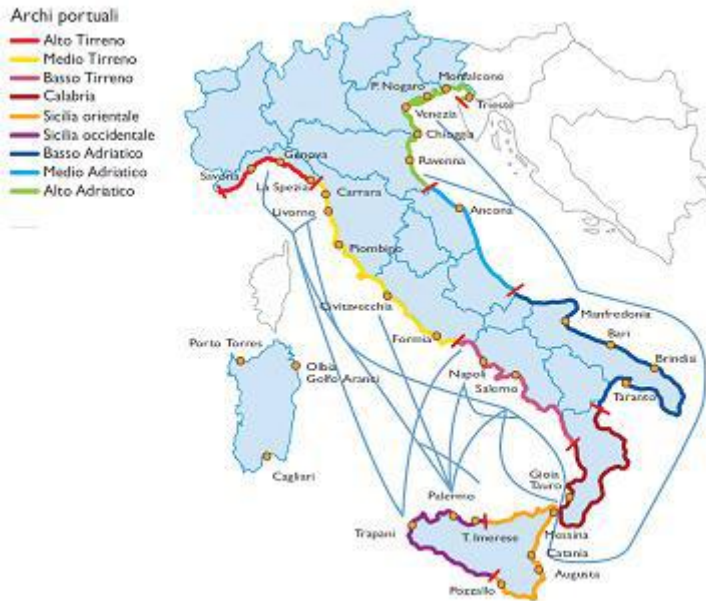 Archi portuali
Alto Tirreno
Medio Tirreno
Basso Tirreno
Calabria
Sicilia orientale
Sicilia occidentale
Basso Adriatico
Medio Adriatico
Alto Adriatico
P. Nogaro
Monfalcone
Trieste
Venezia
Chioggia
Ravenna
Genova
Savona
La Spezia
Carrara
Livorno
Ancona
Piombino
Civitavecchia
Manfredonia
Bari
Formia
Brindisi
Porto Torres
Olbia
Golfo Aranci
Napoli
Salerno
Taranto
Cagliari
Gioia
Tauro
Palermo
Trapani
T. Imerese
Messina
Catania
Augusta
Pozzallo